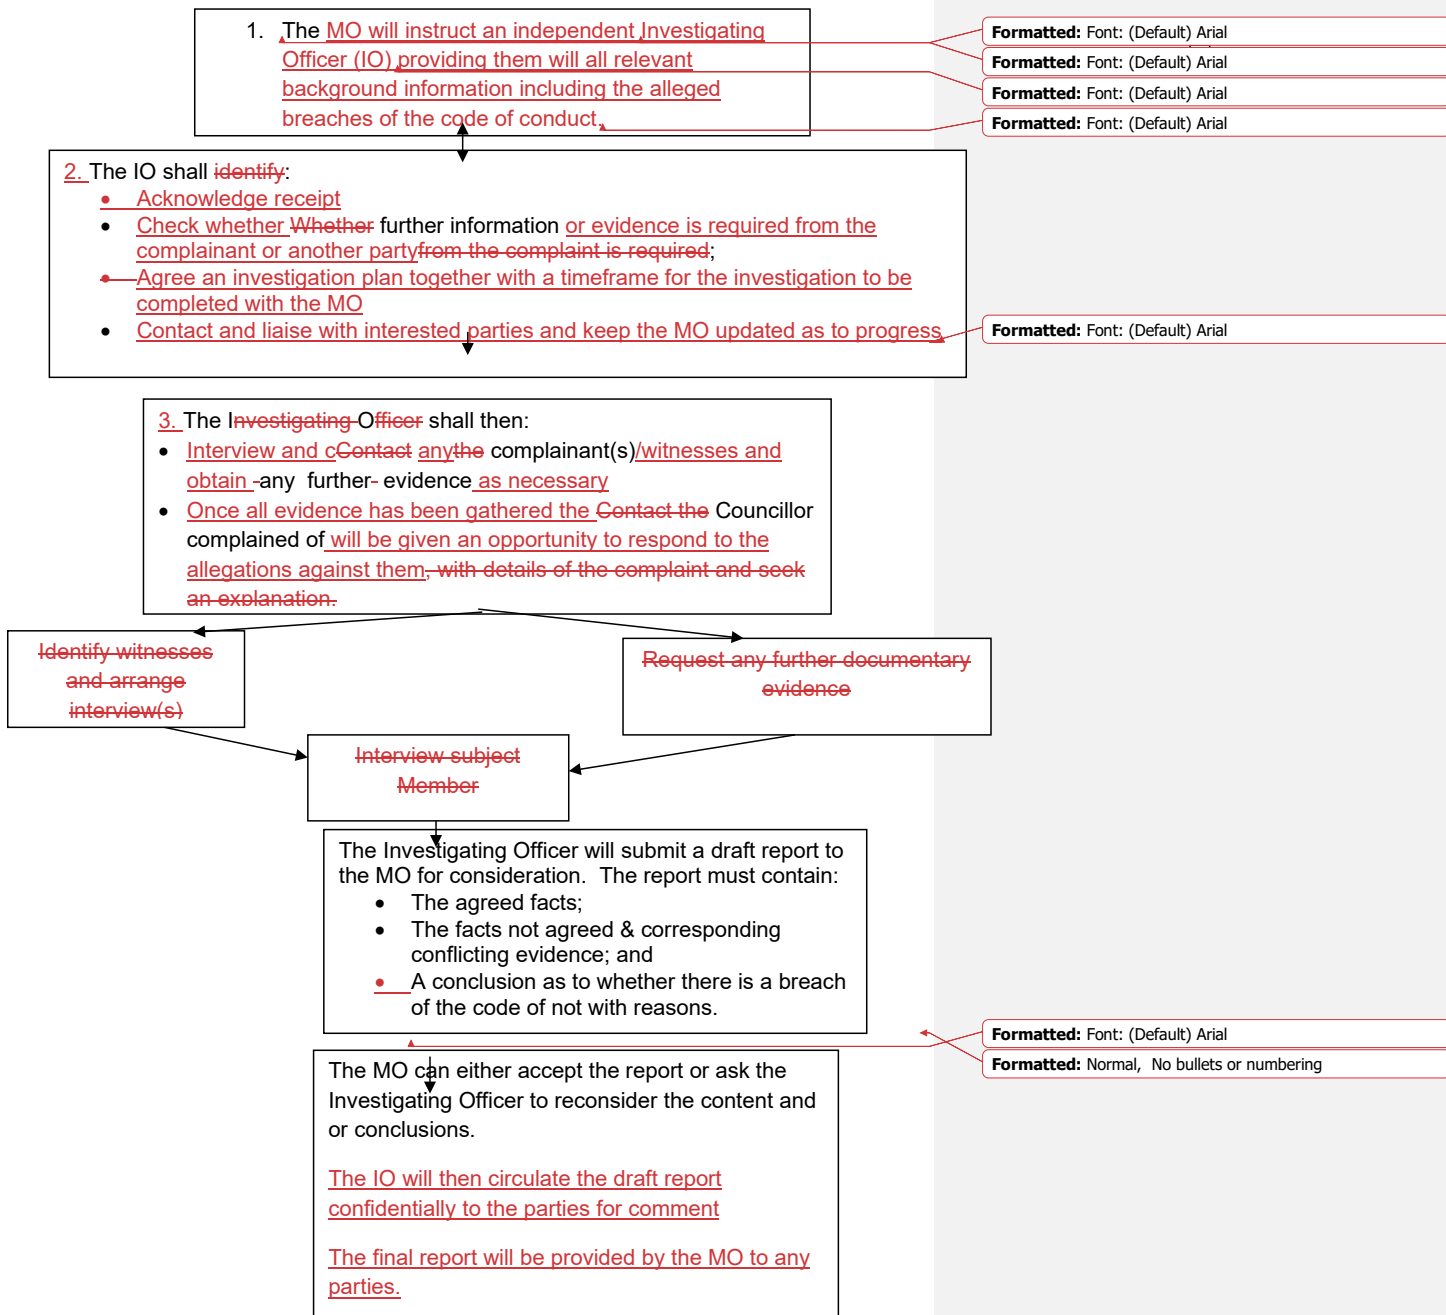 1. The MO will instruct an independent Investigating
Officer (IO) providing them will all relevant
background information including the alleged
breaches of the code of conduct.
Formatted: Font: (Default) Arial
Formatted: Font: (Default) Arial
Formatted: Font: (Default) Arial
Formatted: Font: (Default) Arial
2. The IO shall identify:
• Acknowledge receipt
• Check whether Whether further information or evidence is required from the
complainant or another partyfrom the complaint is required;
• Agree an investigation plan together with a timeframe for the investigation to be
completed with the MO
• Contact and liaise with interested parties and keep the MO updated as to progress
Formatted: Font: (Default) Arial
3. The Investigating Officer shall then:
• Interview and cContact anythe complainant(s)/witnesses and
obtain -any further- evidence as necessary
• Once all evidence has been gathered the Contact the Councillor
complained of will be given an opportunity to respond to the
allegations against them, with details of the complaint and seek
an explanation.
Identify witnesses
and arrange
interview(s)
Request any further documentary
evidence
Interview subject
Member
The Investigating Officer will submit a draft report to
the MO for consideration. The report must contain:
• The agreed facts;
• The facts not agreed & corresponding
conflicting evidence; and
• A conclusion as to whether there is a breach
of the code of not with reasons.
Formatted: Font: (Default) Arial
Formatted: Normal, No bullets or numbering
The MO can either accept the report or ask the
Investigating Officer to reconsider the content and
or conclusions.
The IO will then circulate the draft report
confidentially to the parties for comment
The final report will be provided by the MO to any
parties.